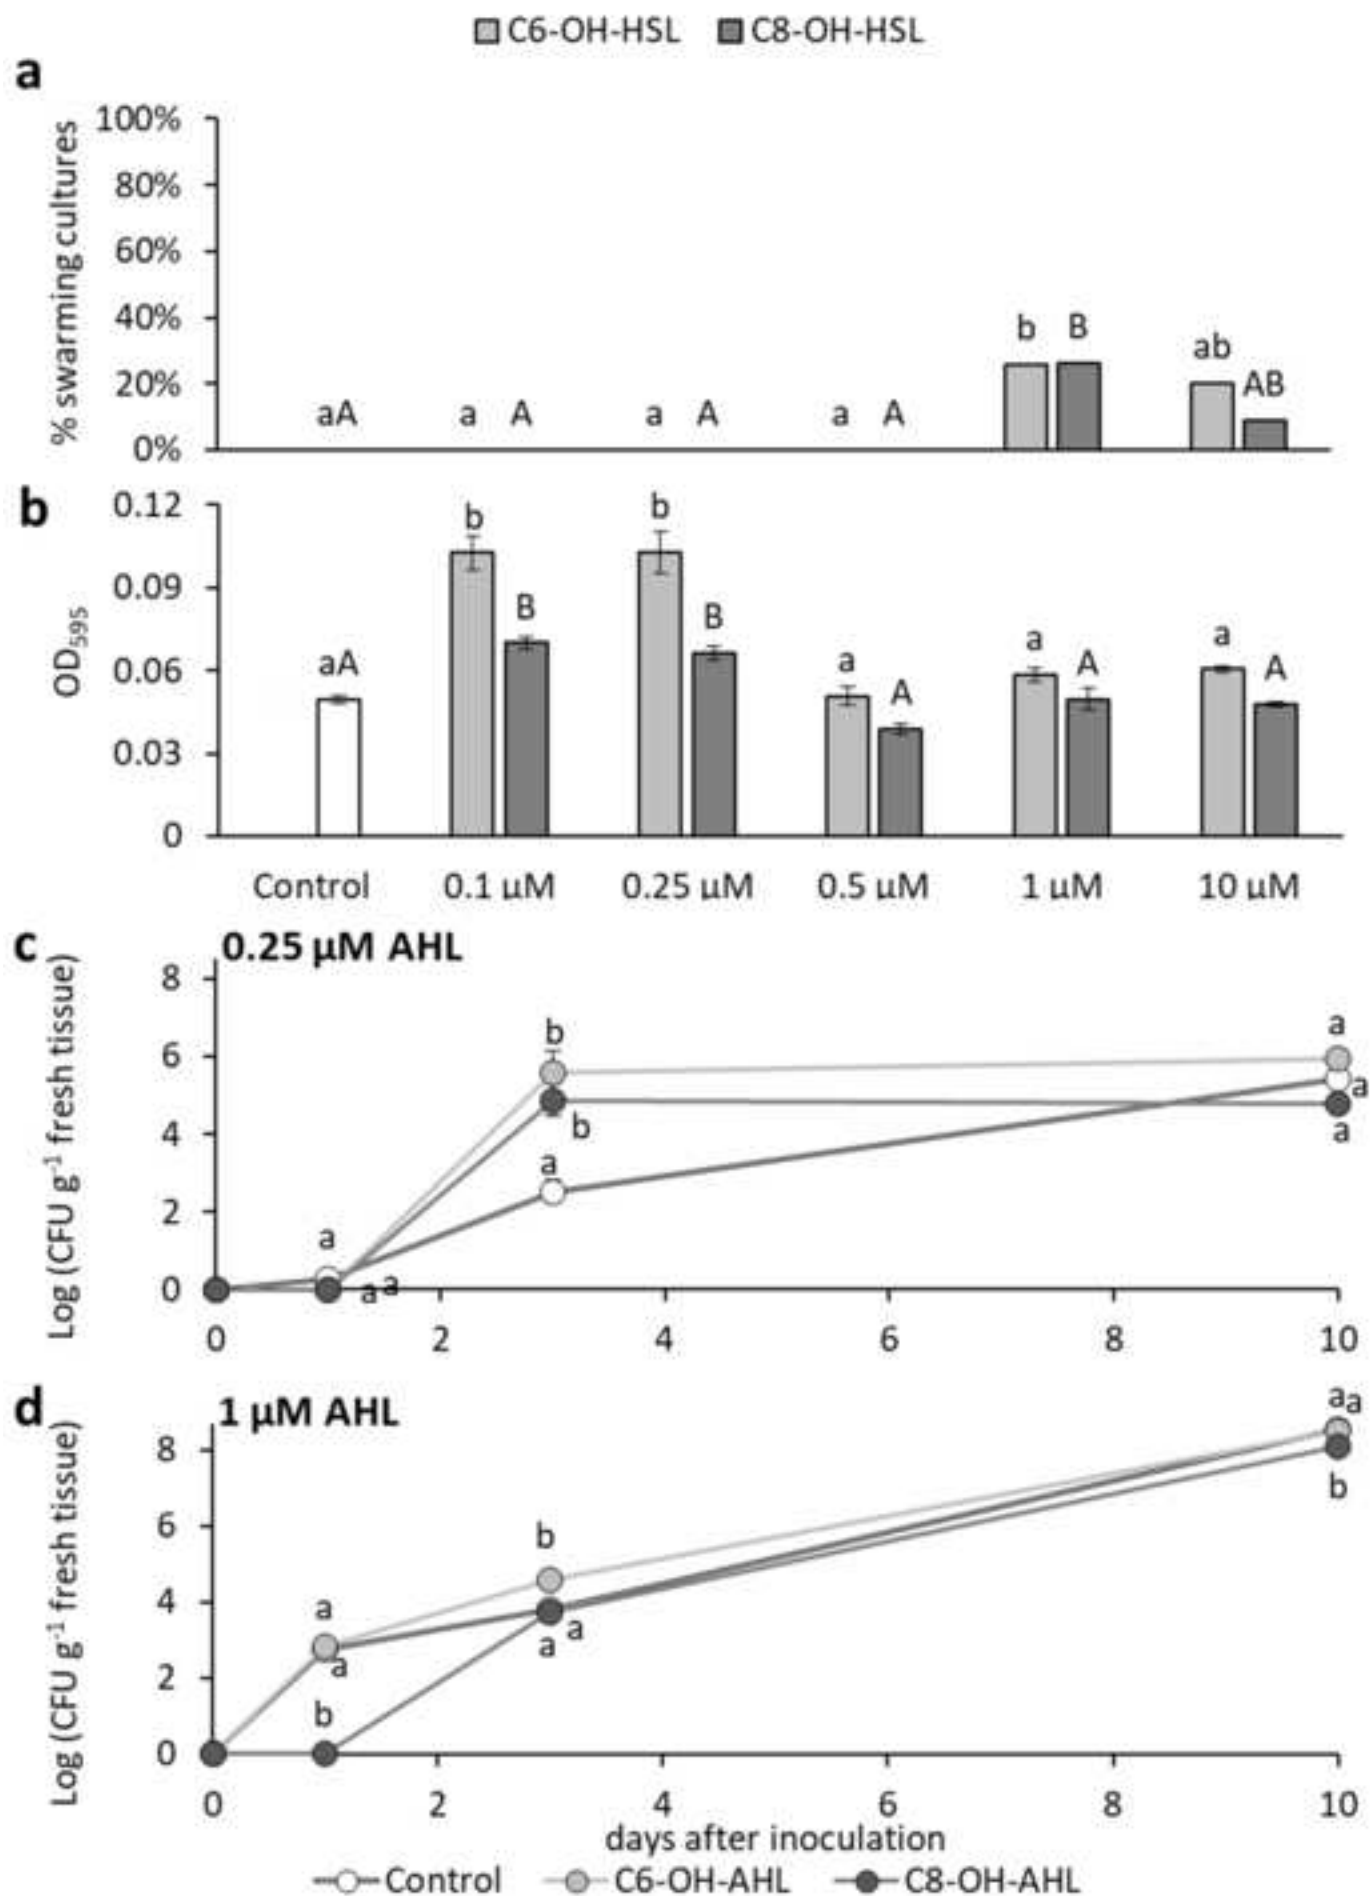 C6-OH-HSL C8-OH-HSL
a
100%
80%
60%
40%
20%
0%
% swarming cultures
aA a A a A a A b B ab AB
b
0.12
0.09
0.06
0.03
0
OD595
aA b B b B a A a A a A
Control 0.1 µM 0.25 µM 0.5 µM 1 µM 10 µM
c 0.25 µM AHL
8
6
4
2
0
Log (CFU g-1 fresh tissue)
a a a b b a a a a
0 2 4 6 8 10
d 1 µM AHL
8
6
4
2
0
Log (CFU g-1 fresh tissue)
a a b b a a a a b
0 2 4 6 8 10
days after inoculation
Control C6-OH-AHL C8-OH-AHL